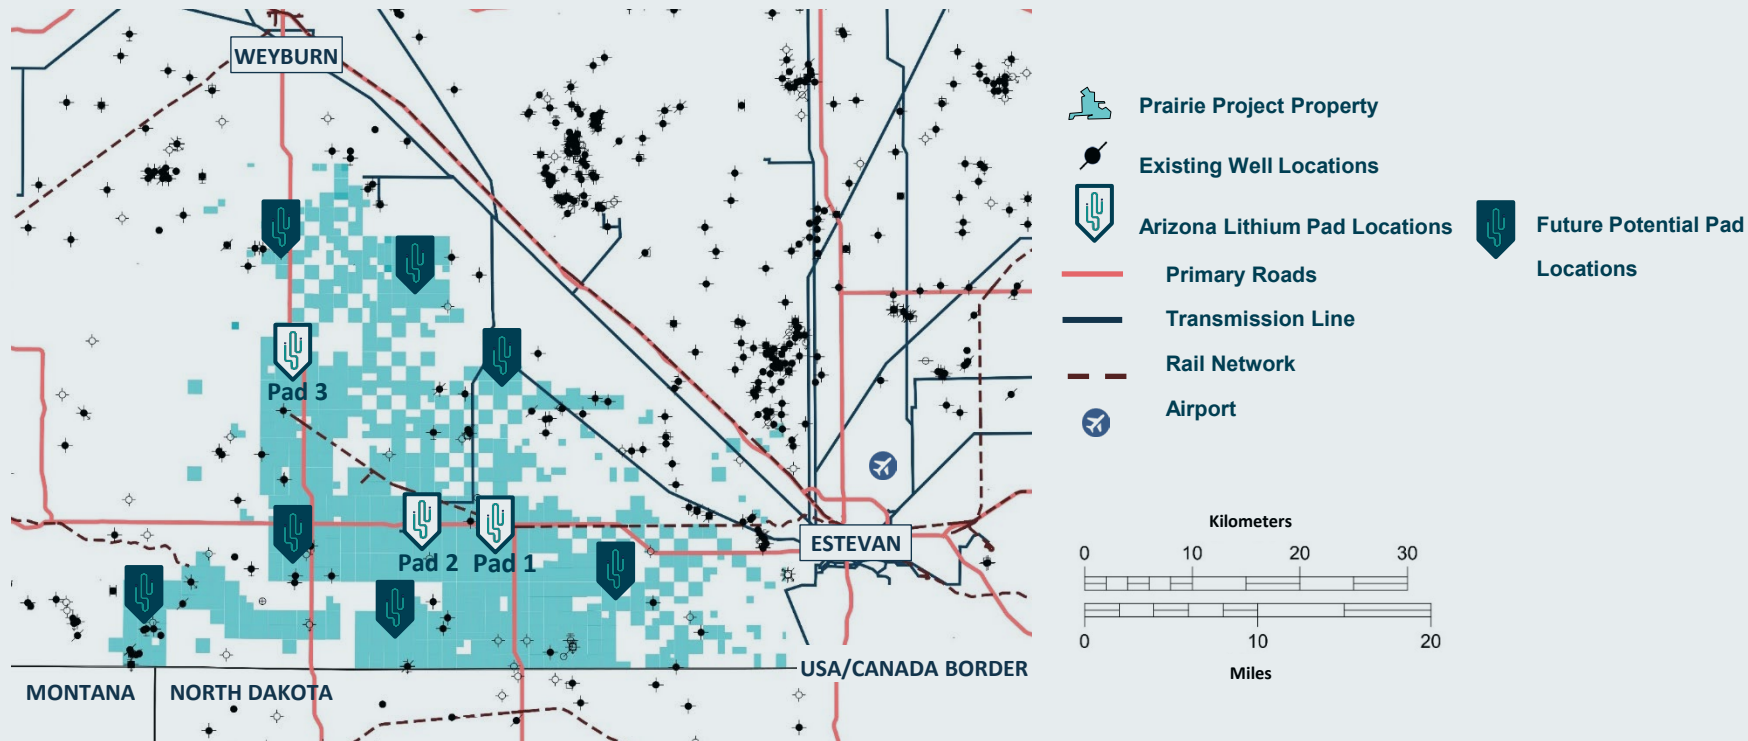 WEYBURN
Pad 3
Pad 2
Pad 1
ESTEVAN
USA/CANADA BORDER
MONTANA
NORTH DAKOTA
Prairie Project Property
Existing Well Locations
Arizona Lithium Pad Locations
Future Potential Pad
Locations
Primary Roads
Transmission Line
Rail Network
Airport
Kilometers
0 10 20 30
0 10 20
Miles